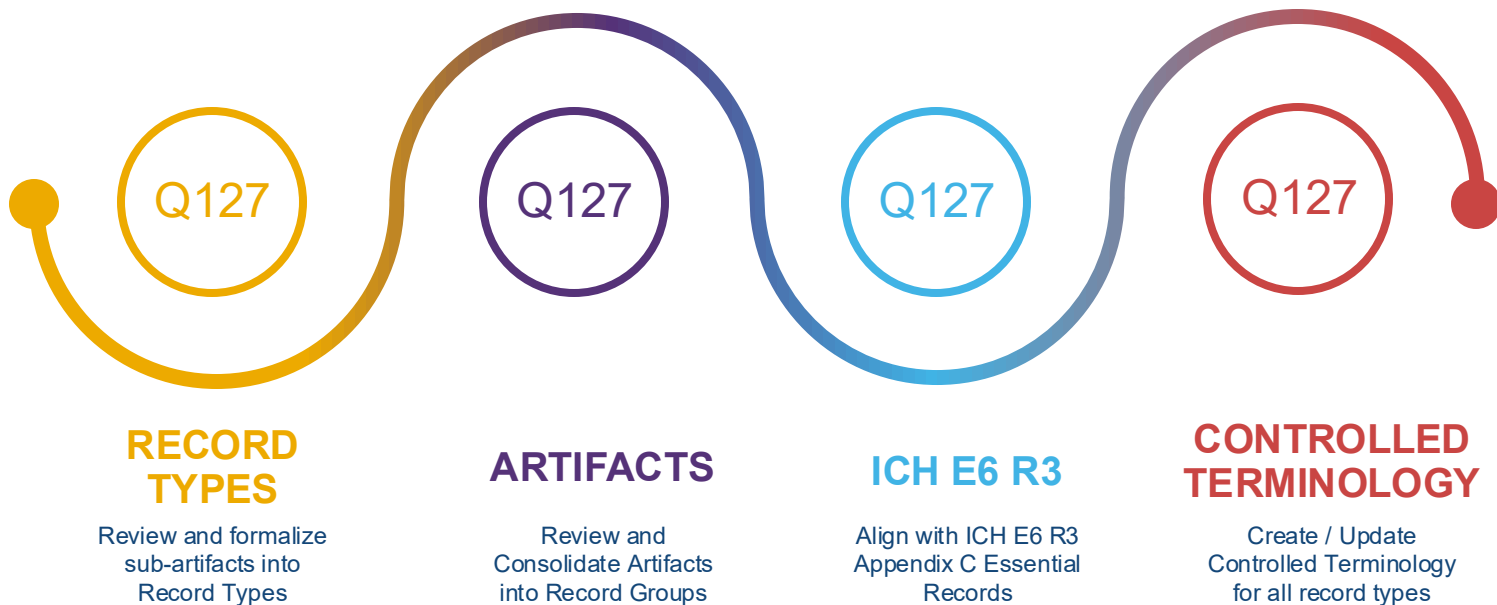 Q127
Q127
Q127
Q127
RECORD
TYPES
Review and formalize
sub-artifacts into
Record Types
ARTIFACTS
Review and
Consolidate Artifacts
into Record Groups
ICH E6 R3
Align with ICH E6 R3
Appendix C Essential
Records
CONTROLLED
TERMINOLOGY
Create / Update
Controlled Terminology
for all record types